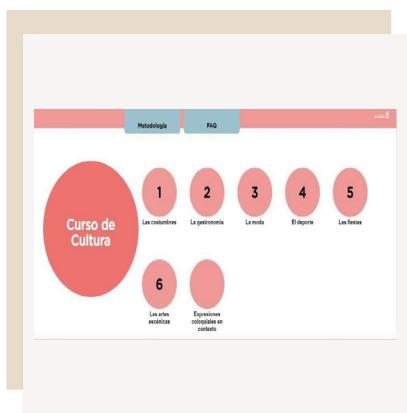 Metodología
FAQ
Curso de
Cultura
1
2
3
4
5
Las costumbres
La gastronomía
La moda
El deporte
Las fiestas
6
Las artes
escénicas
Expresiones
coloquiales en
contexto